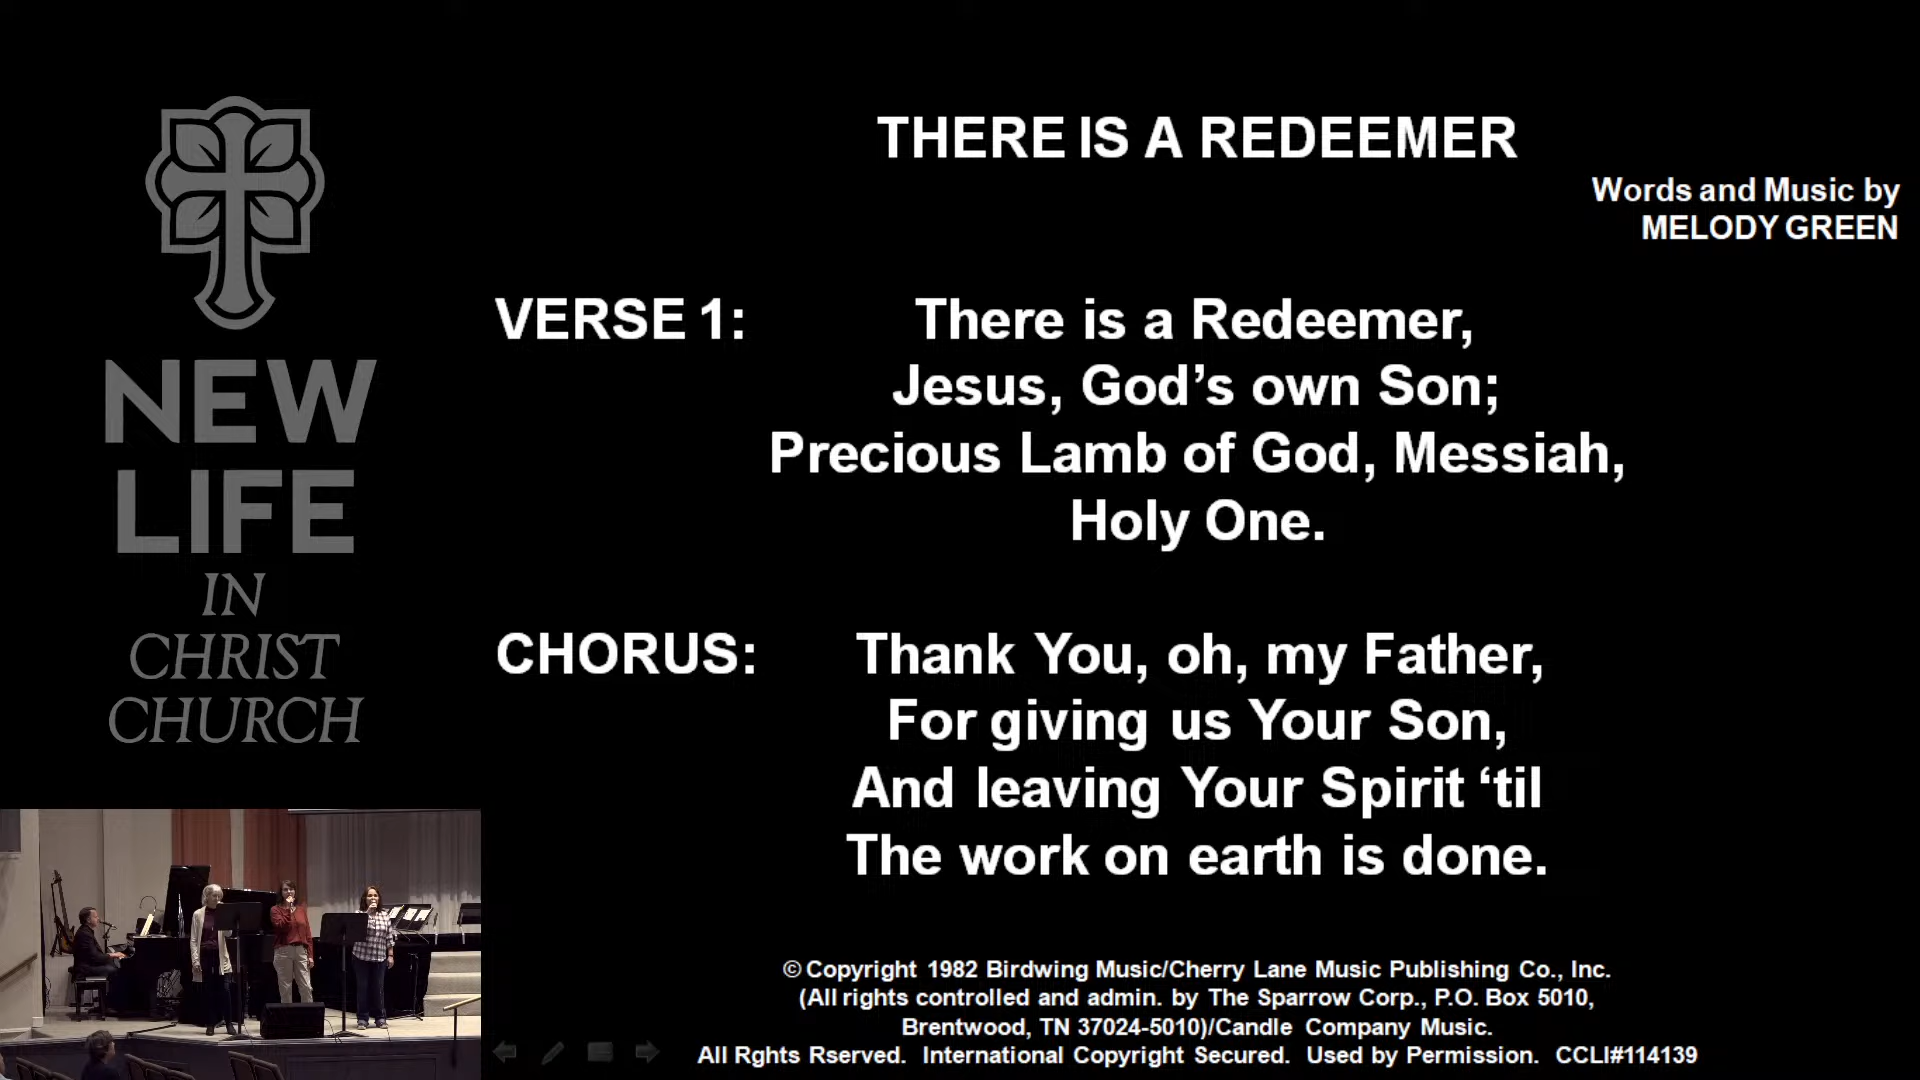 NEW
LIFE
IN
CHRIST
CHURCH
THERE IS A REDEEMER
Words and Music by
MELODY GREEN
VERSE 1: There is a Redeemer,
Jesus, God’s own Son;
Precious Lamb of God, Messiah,
Holy One.
CHORUS: Thank You, oh, my Father,
For giving us Your Son,
And leaving Your Spirit ‘til
The work on earth is done.
© Copyright 1982 Birdwing Music/Cherry Lane Music Publishing Co., Inc.
(All rights controlled and admin. by The Sparrow Corp., P.O. Box 5010,
Brentwood, TN 37024-5010)/Candle Company Music.
All Rghts Rserved. International Copyright Secured. Used by Permission. CCLI#114139